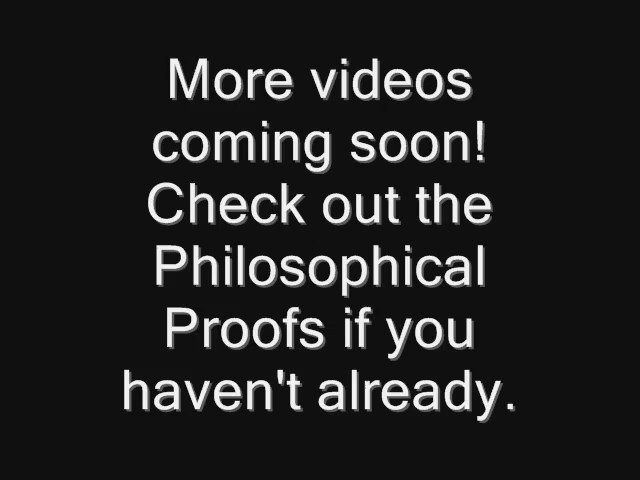 More videos
coming soon!
Check out the
Philosophical
Proofs if you
haven't already.